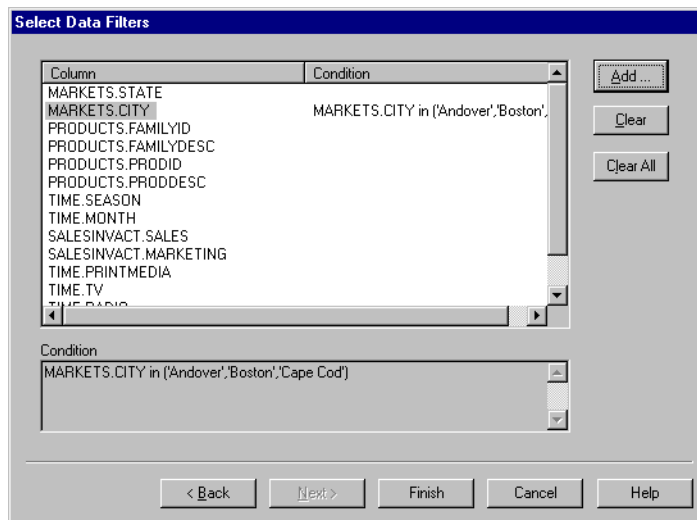 Select Data Filters
Column Condition
Add ...
MARKETS.STATE
MARKETS.CITY MARKETS.CITY in ('Andover','Boston',
Clear
PRODUCTS.FAMILYID
PRODUCTS.FAMILYDESC
PRODUCTS.PRODID
Clear All
PRODUCTS.PRODDESC
TIME.SEASON
TIME.MONTH
SALESINVACT.SALES
SALESINVACT.MARKETING
TIME.PRINTMEDIA
TIME.TV
TIME.RADIO
Condition
MARKETS.CITY in ('Andover','Boston','Cape Cod')
< Back Next > Finish Cancel Help